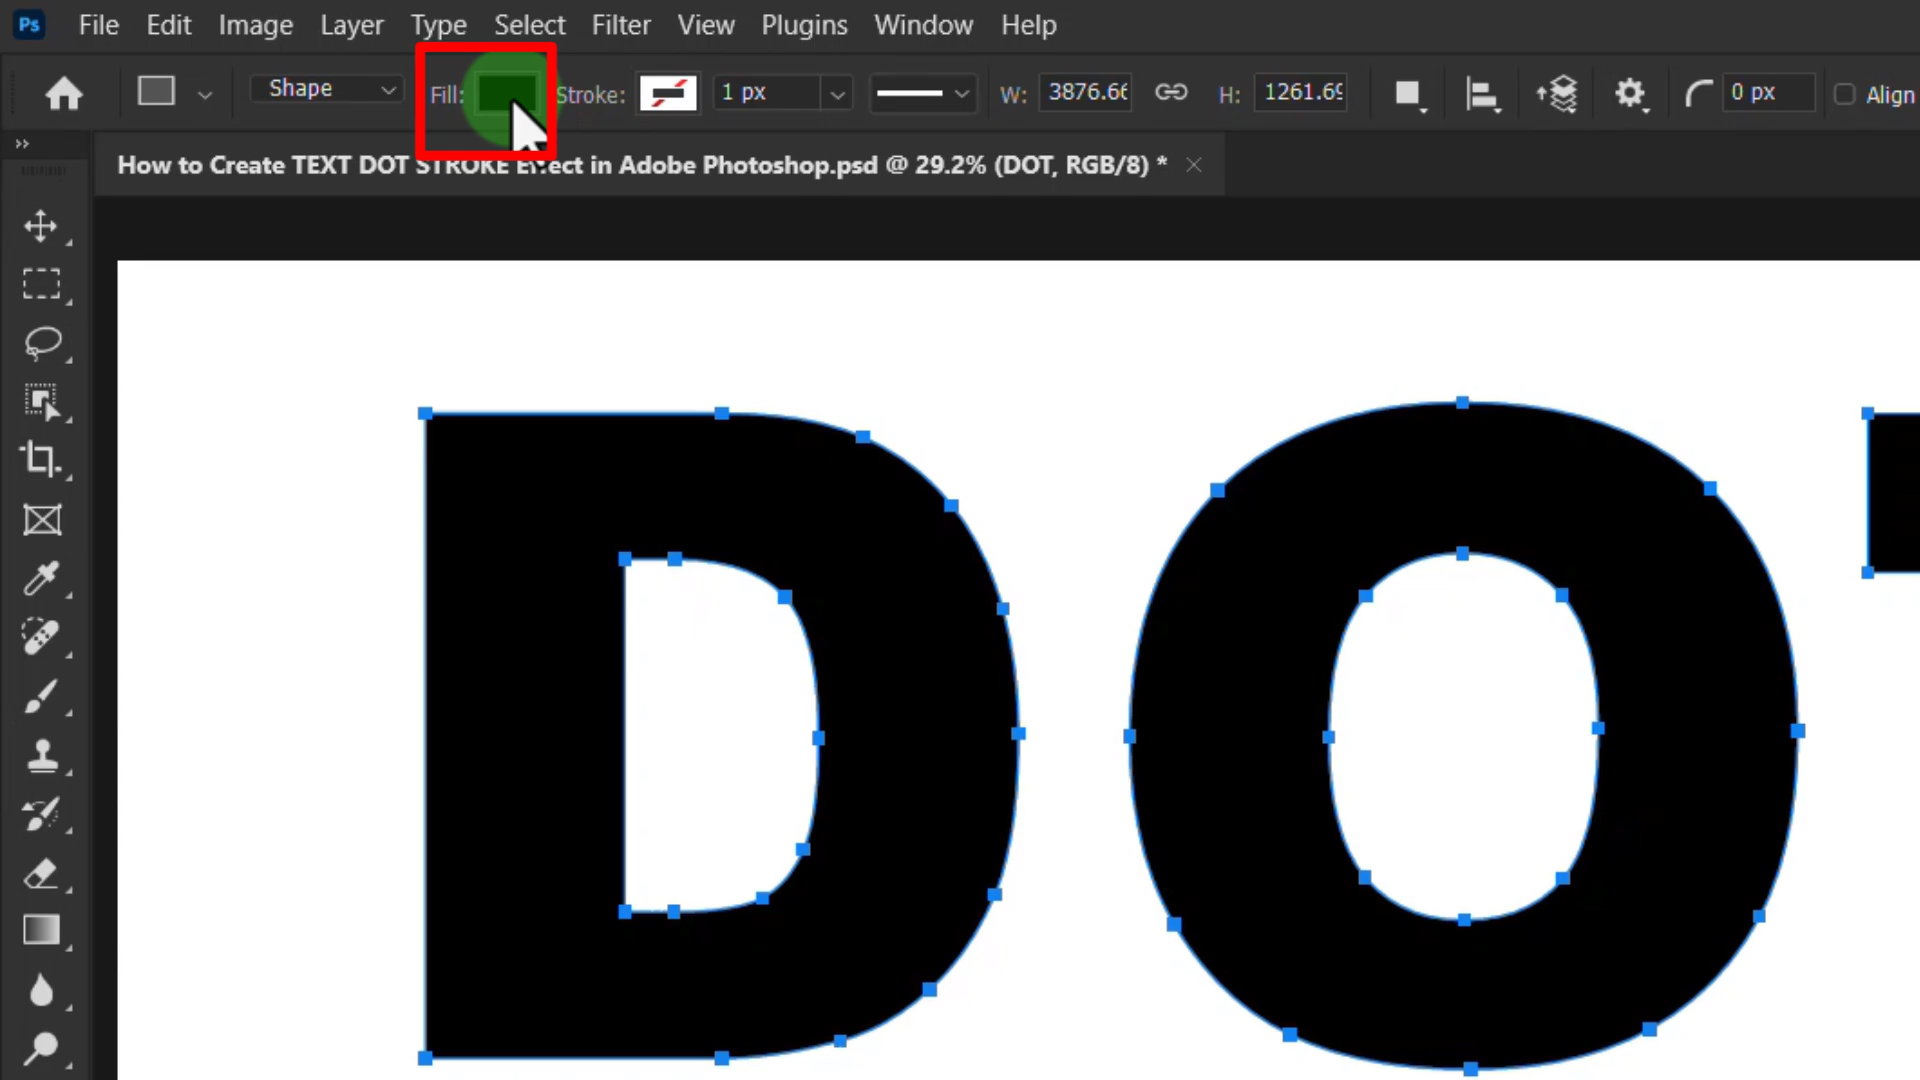 Ps File Edit Image Layer Type Select Filter View Plugins Window Help
Shape Fill: Stroke: 1 px W: 3876.66 H: 1261.69 0 px Align
How to Create TEXT DOT STROKE Effect in Adobe Photoshop.psd @ 29.2% (DOT, RGB/8) *
DO